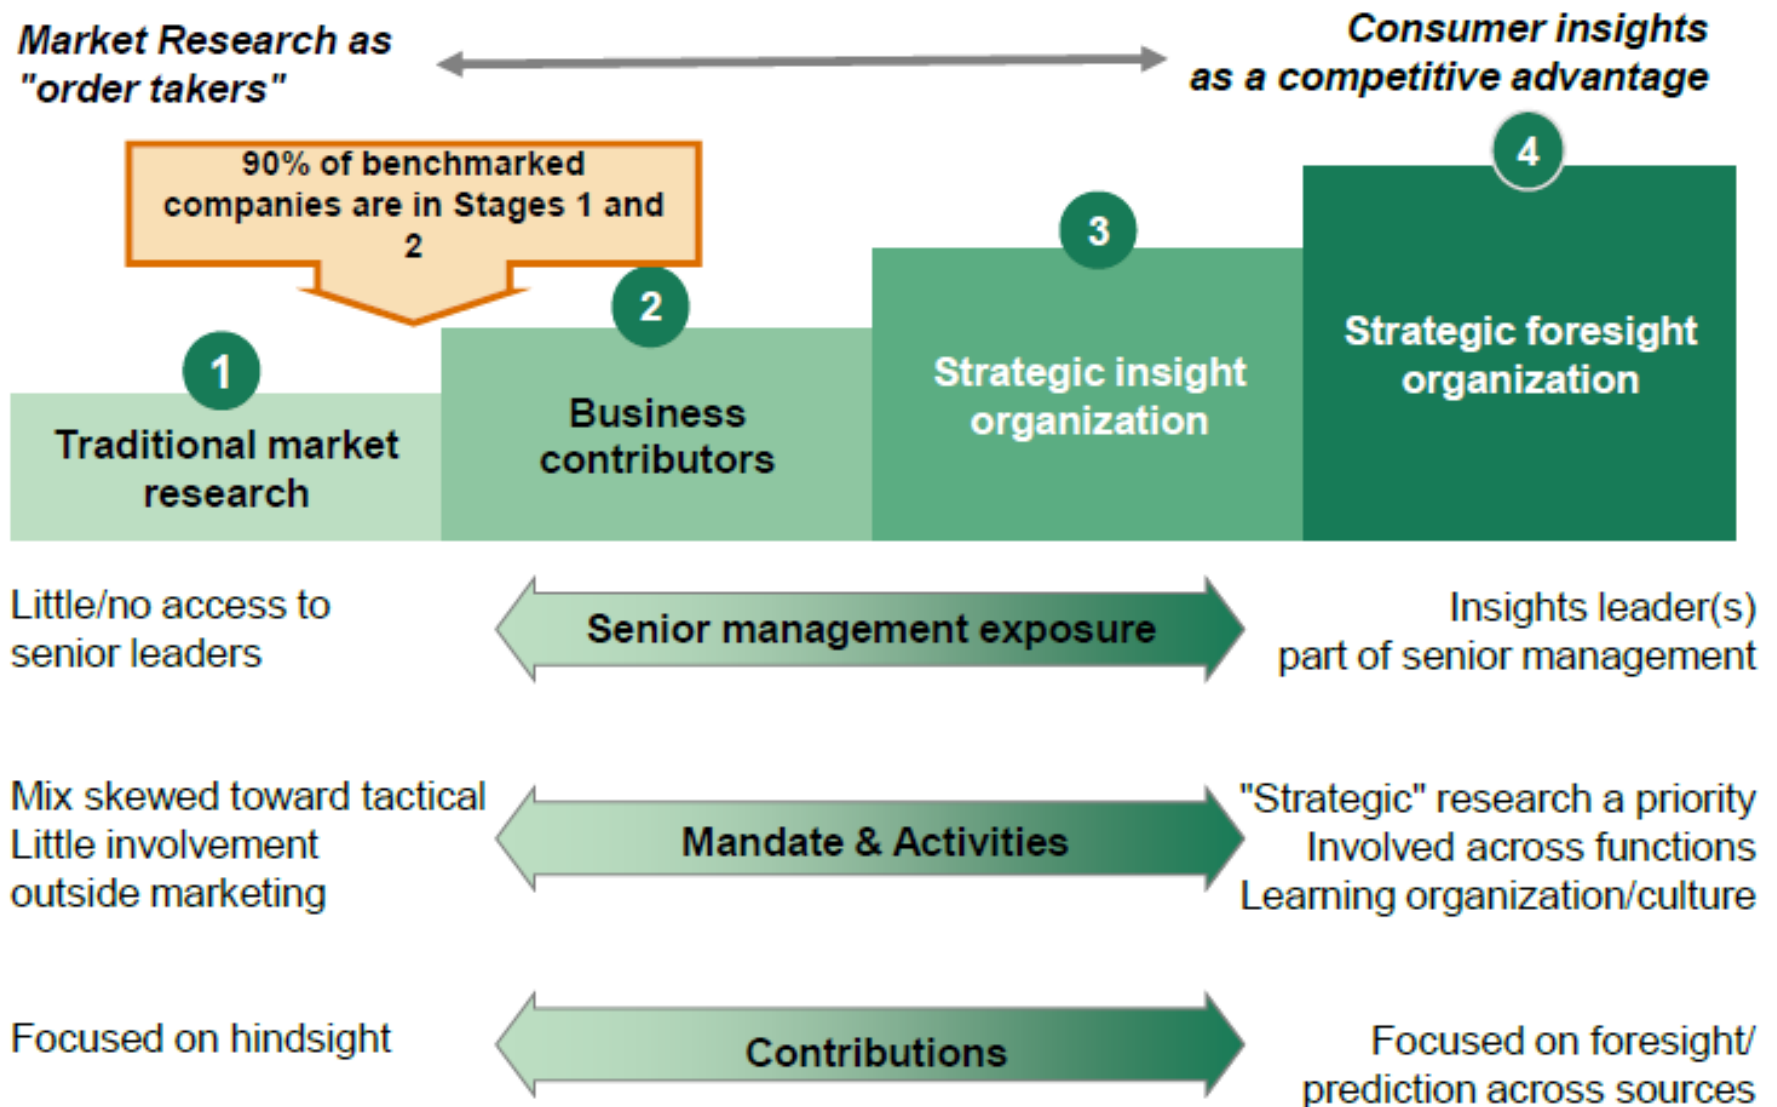 Market Research as
"order takers"
Consumer insights
as a competitive advantage
90% of benchmarked
companies are in Stages 1 and
2
1
Traditional market
research
2
Business
contributors
3
Strategic insight
organization
4
Strategic foresight
organization
Little/no access to
senior leaders
Senior management exposure
Insights leader(s)
part of senior management
Mix skewed toward tactical
Little involvement
outside marketing
Mandate & Activities
"Strategic" research a priority
Involved across functions
Learning organization/culture
Focused on hindsight
Contributions
Focused on foresight/
prediction across sources